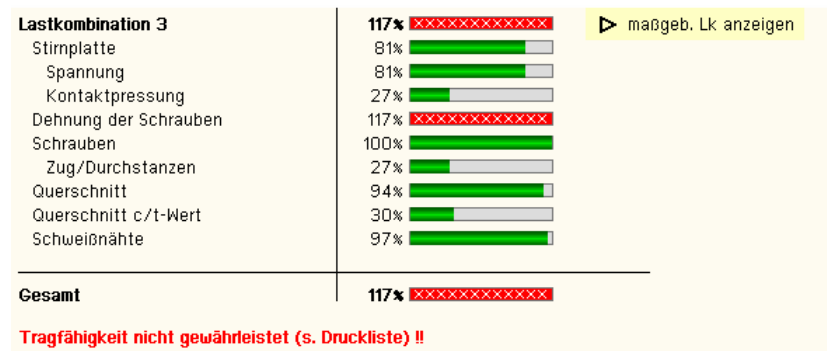 Lastkombination 3 117% maßgeb. Lk anzeigen
Stirnplatte 81%
Spannung 81%
Kontaktpressung 27%
Dehnung der Schrauben 117%
Schrauben 100%
Zug/Durchstanzen 27%
Querschnitt 94%
Querschnitt c/t-Wert 30%
Schweißnähte 97%
Gesamt 117%
Tragfähigkeit nicht gewährleistet (s. Druckliste) !!